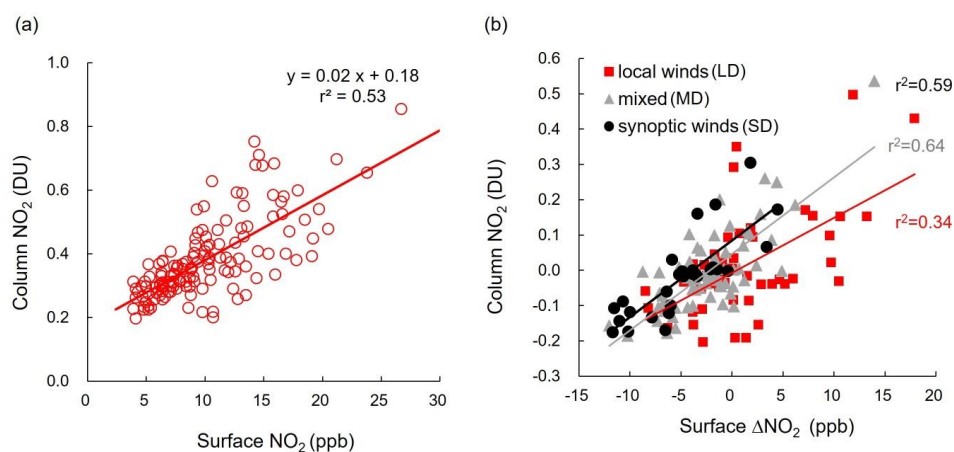 (a)
y = 0.02 x + 0.18
r² = 0.53
1.0
0.8
0.6
0.4
0.2
0.0
Column NO₂ (DU)
0 5 10 15 20 25 30
Surface NO₂ (ppb)
(b)
local winds (LD)
mixed (MD)
synoptic winds (SD)
r²=0.59
r²=0.64
r²=0.34
0.6
0.5
0.4
0.3
0.2
0.1
0.0
-0.1
-0.2
-0.3
Column NO₂ (DU)
-15 -10 -5 0 5 10 15 20
Surface ΔNO₂ (ppb)